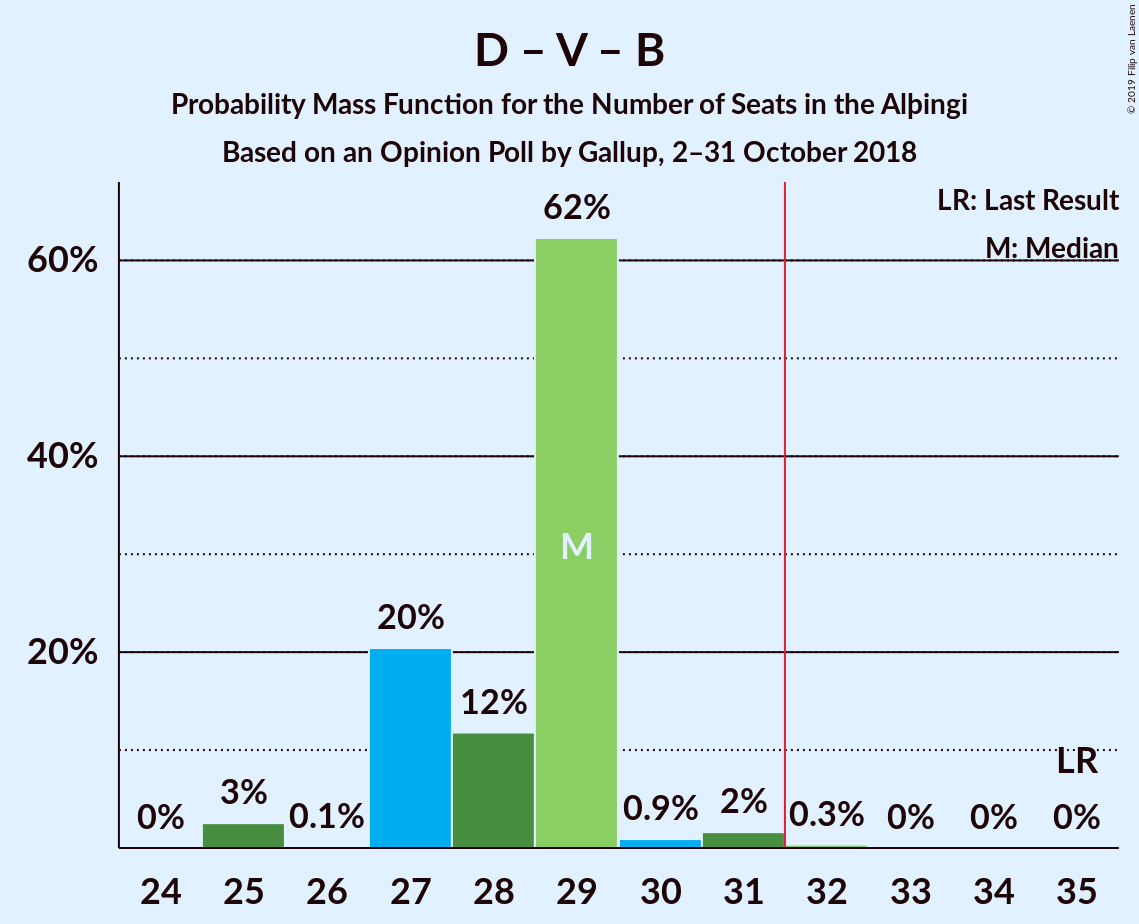 D – V – B
Probability Mass Function for the Number of Seats in the Alþingi
Based on an Opinion Poll by Gallup, 2–31 October 2018
© 2019 Filip van Laenen
LR: Last Result
M: Median
60%
40%
20%
0%
3%
0.1%
20%
12%
62%
M
0.9%
2%
0.3%
0%
0%
LR
0%
24 25 26 27 28 29 30 31 32 33 34 35